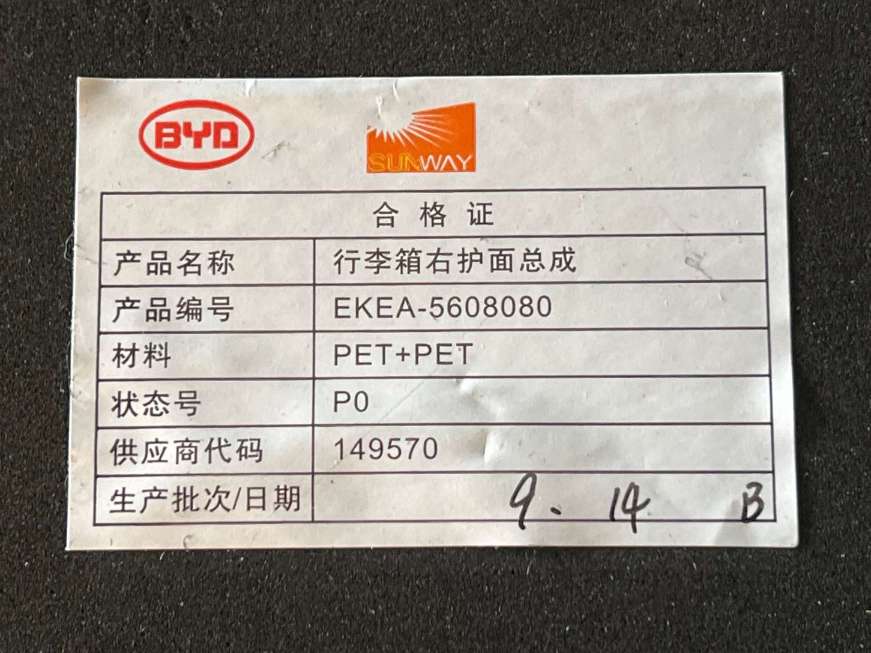 BYD SUNWAY
合格证
产品名称 行李箱右护面总成
产品编号 EKEA-5608080
材料 PET+PET
状态号 P0
供应商代码 149570
生产批次/日期 9. 14 B